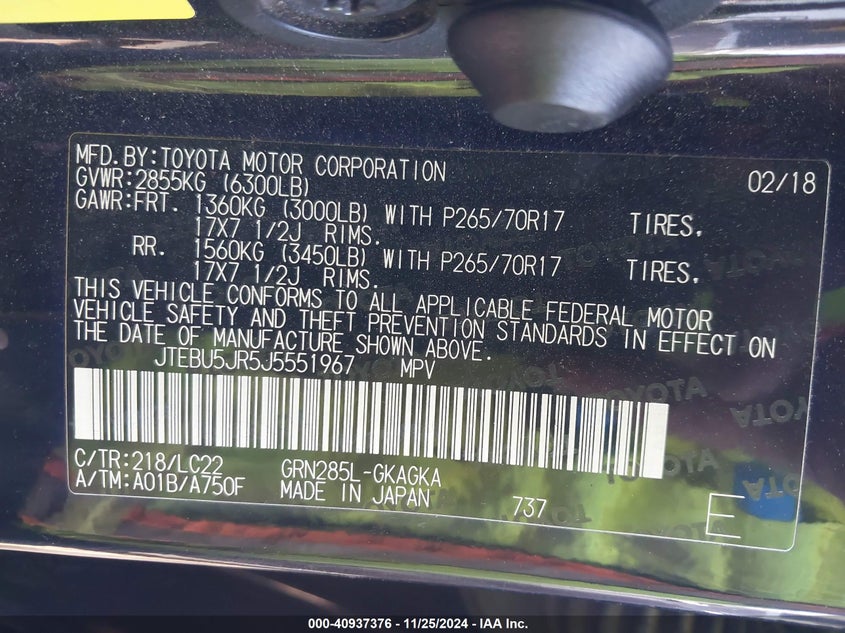 MFD.BY:TOYOTA MOTOR CORPORATION 02/18
GVWR:2855KG (6300LB)
GAWR:FRT. 1360KG (3000LB) WITH P265/70R17 TIRES,
17X7 1/2J RIMS.
RR. 1560KG (3450LB) WITH P265/70R17 TIRES,
17X7 1/2J RIMS.
THIS VEHICLE CONFORMS TO ALL APPLICABLE FEDERAL MOTOR
VEHICLE SAFETY AND THEFT PREVENTION STANDARDS IN EFFECT ON
THE DATE OF MANUFACTURE SHOWN ABOVE.
JTEBU5JR5J5551967 MPV
C/TR:218/LC22 GRN285L-GKAGKA
A/TM:A01B/A750F MADE IN JAPAN 737 E
TOYOTA
TOYOTA
TOYOTA
TOYOTA
000-40937376 - 11/25/2024 - IAA Inc.